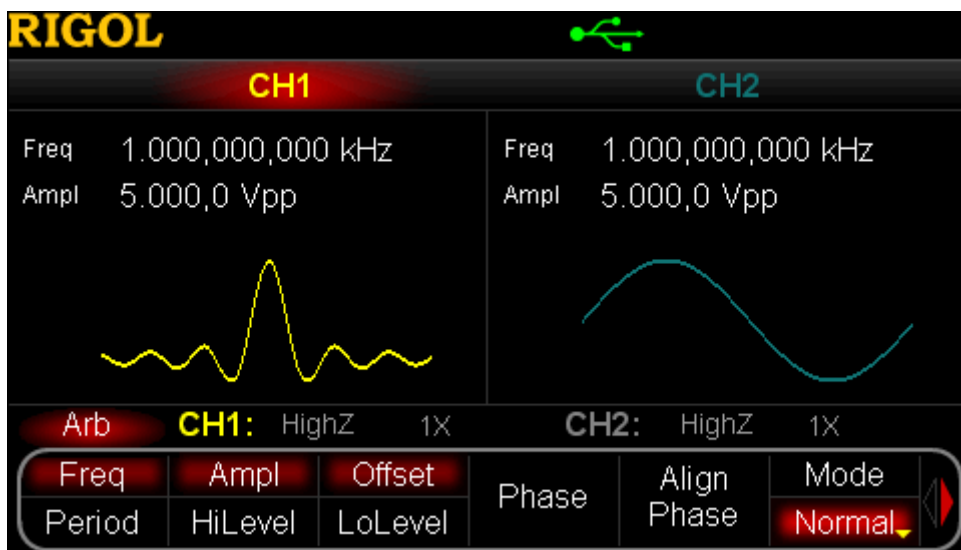 RIGOL
CH1 CH2
Freq 1.000,000,000 kHz Freq 1.000,000,000 kHz
Ampl 5.000,0 Vpp Ampl 5.000,0 Vpp
Arb CH1: HighZ 1X CH2: HighZ 1X
Freq Ampl Offset Phase Align Phase Mode
Period HiLevel LoLevel Normal